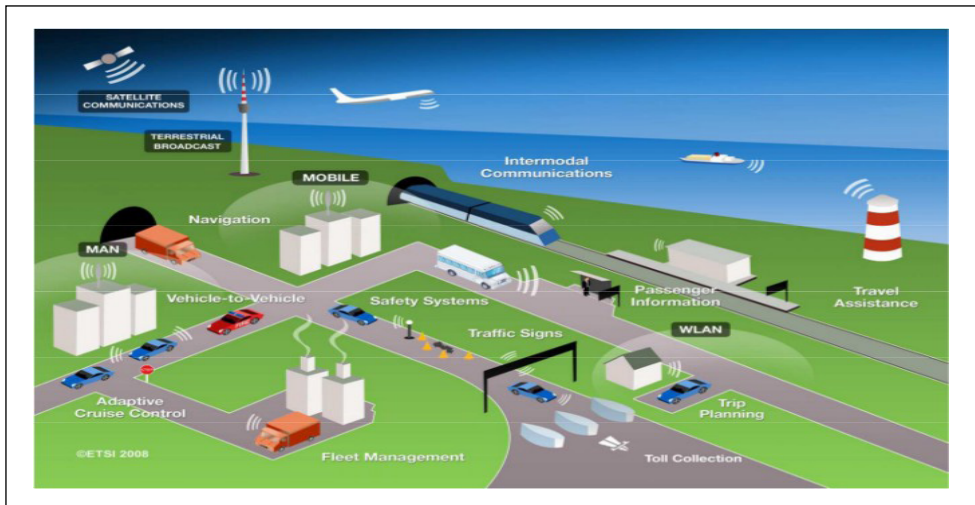 SATELLITE
COMMUNICATIONS
TERRESTRIAL
BROADCAST
MOBILE
Intermodal
Communications
Navigation
MAN
Vehicle-to-Vehicle
Safety Systems
Passenger
Information
Travel
Assistance
Traffic Signs
WLAN
Adaptive
Cruise Control
Trip
Planning
©ETSI 2008
Fleet Management
Toll Collection